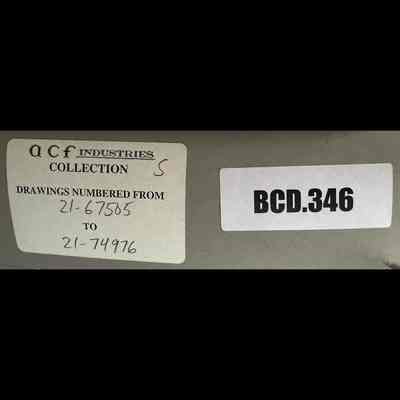 acf INDUSTRIES
COLLECTION S
DRAWINGS NUMBERED FROM
21-67505
TO
21-74976
BCD.346